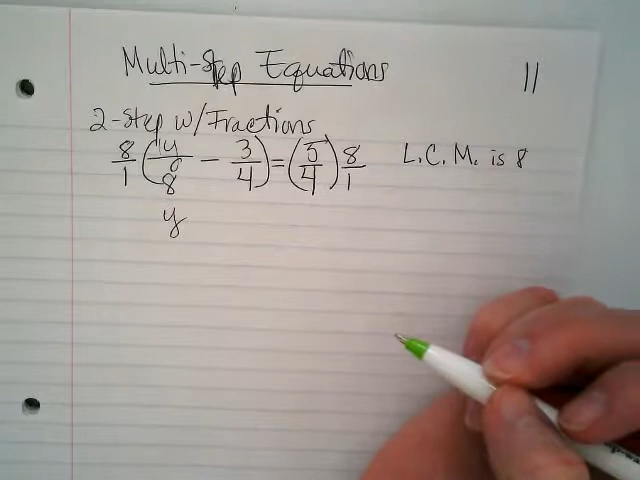 Multi-Step Equations
11
2-Step w/Fractions
8/1 (y/8 - 3/4) = (5/4) 8/1 L.C.M. is 8
y